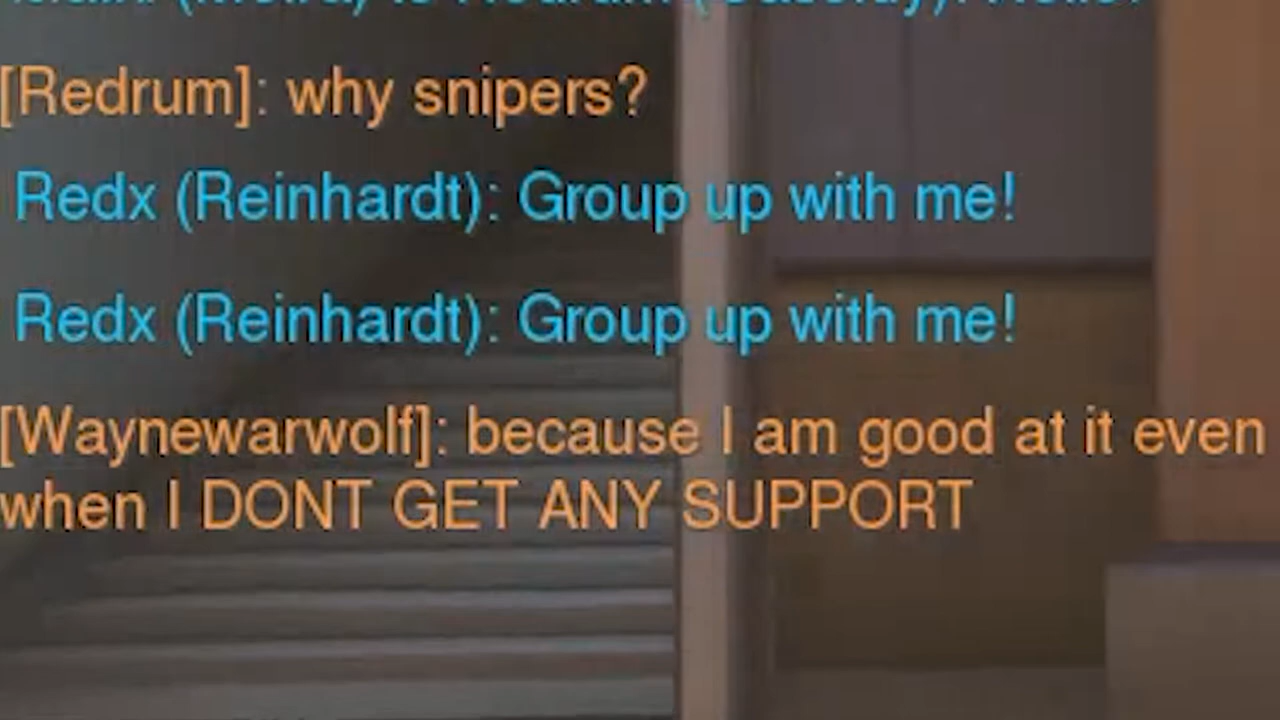 [Redrum]: why snipers?
Redx (Reinhardt): Group up with me!
Redx (Reinhardt): Group up with me!
[Waynewarwolf]: because I am good at it even
when I DONT GET ANY SUPPORT